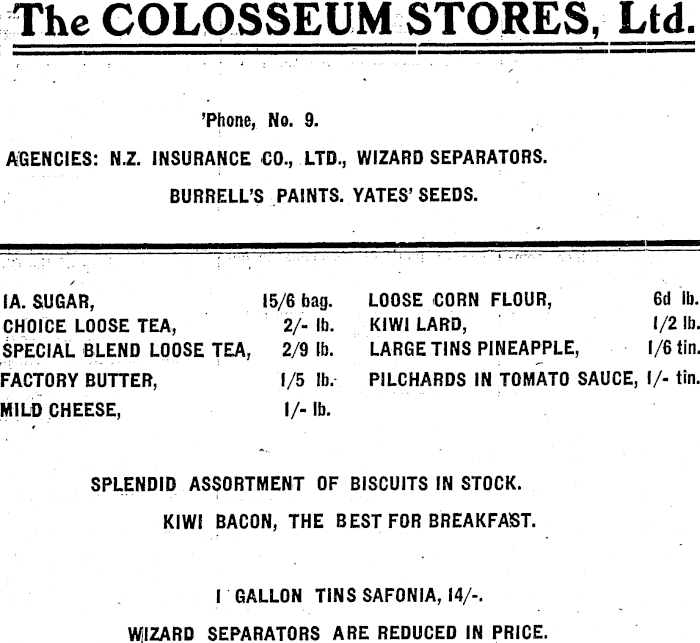 The COLOSSEUM STORES, Ltd.
'Phone, No. 9.
AGENCIES: N.Z. INSURANCE CO., LTD., WIZARD SEPARATORS.
BURRELL'S PAINTS. YATES' SEEDS.
IA. SUGAR, 15/6 bag. LOOSE CORN FLOUR, 6d lb.
CHOICE LOOSE TEA, 2/- lb. KIWI LARD, 1/2 lb.
SPECIAL BLEND LOOSE TEA, 2/9 lb. LARGE TINS PINEAPPLE, 1/6 tin.
FACTORY BUTTER, 1/5 lb. PILCHARDS IN TOMATO SAUCE, 1/- tin.
MILD CHEESE, 1/- lb.
SPLENDID ASSORTMENT OF BISCUITS IN STOCK.
KIWI BACON, THE BEST FOR BREAKFAST.
1 GALLON TINS SAFONIA, 14/-.
WIZARD SEPARATORS ARE REDUCED IN PRICE.